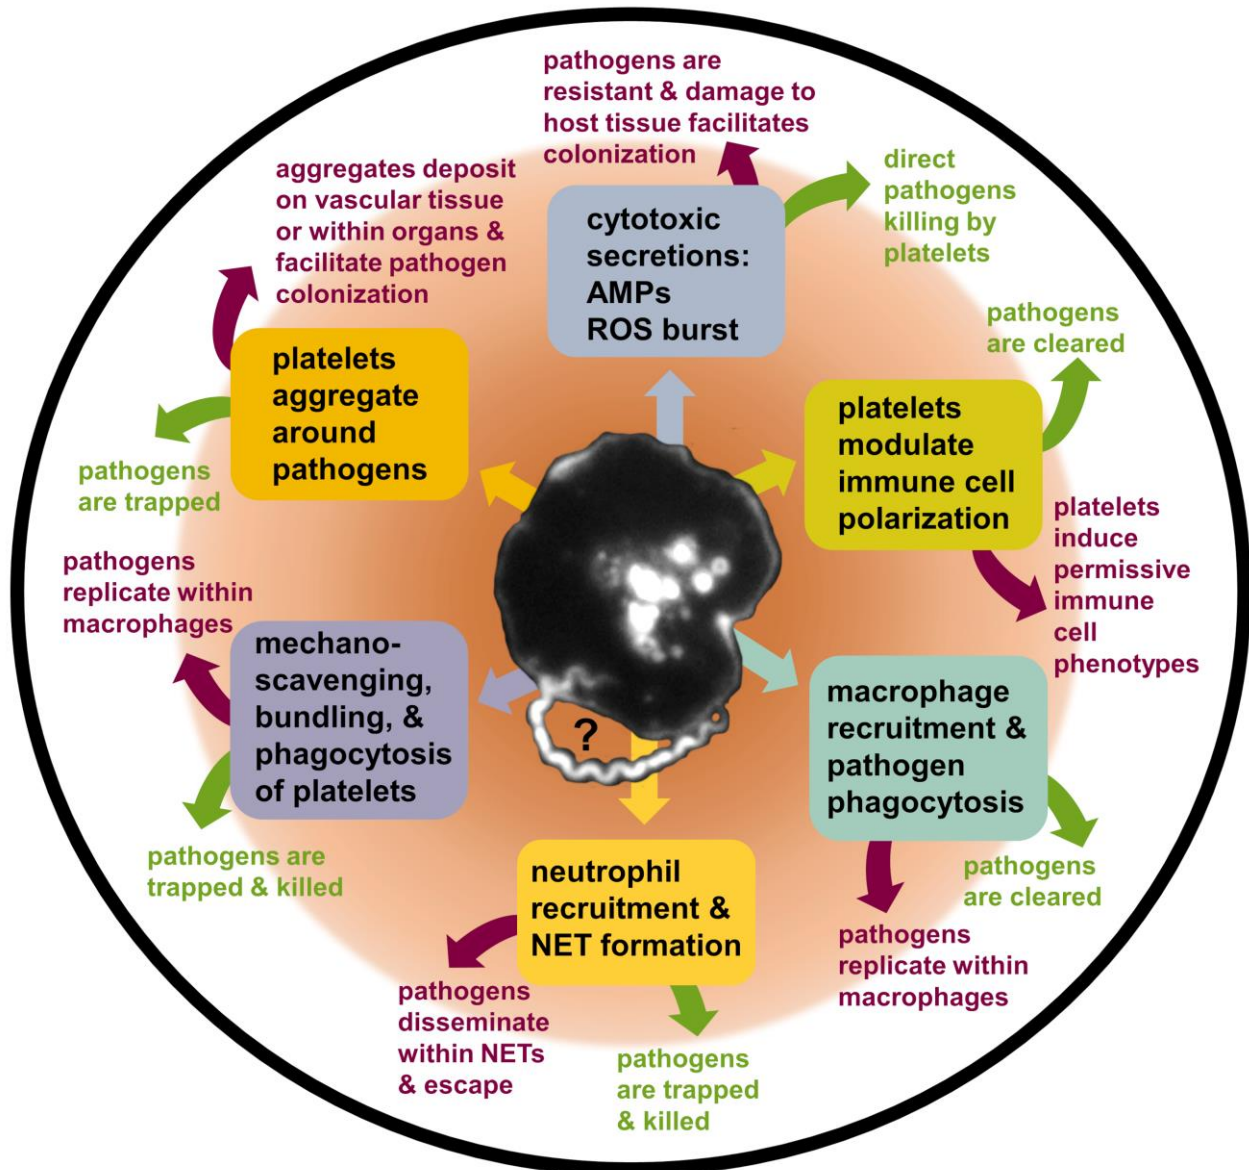 pathogens are
resistant & damage to
host tissue facilitates
colonization
direct
pathogens
killing by
platelets
cytotoxic
secretions:
AMPs
ROS burst
aggregates deposit
on vascular tissue
or within organs &
facilitate pathogen
colonization
platelets
aggregate
around
pathogens
pathogens
are trapped
pathogens
are cleared
platelets
modulate
immune cell
polarization
platelets
induce
permissive
immune
cell
phenotypes
pathogens
replicate within
macrophages
mechano-
scavenging,
bundling, &
phagocytosis
of platelets
pathogens are
trapped & killed
?
macrophage
recruitment &
pathogen
phagocytosis
pathogens
are cleared
pathogens
replicate within
macrophages
neutrophil
recruitment &
NET formation
pathogens
disseminate
within NETs
& escape
pathogens
are trapped
& killed